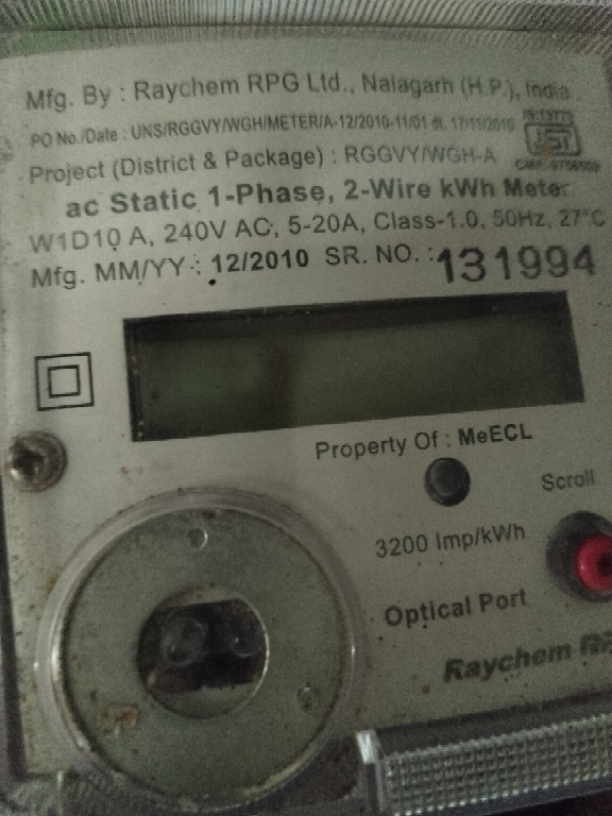 Mfg. By : Raychem RPG Ltd., Nalagarh (H.P.), India
PO No./Date : UNS/RGGVY/WGH/METER/A-12/2010-11/01 dt. 17/11/2010
Project (District & Package) : RGGVY/WGH-A
ac Static 1-Phase, 2-Wire kWh Meter
W1D10 A, 240V AC, 5-20A, Class-1.0, 50Hz, 27°C
Mfg. MM/YY : 12/2010 SR. NO. : 131994
Property Of : MeECL
Scroll
3200 Imp/kWh
Optical Port
Raychem